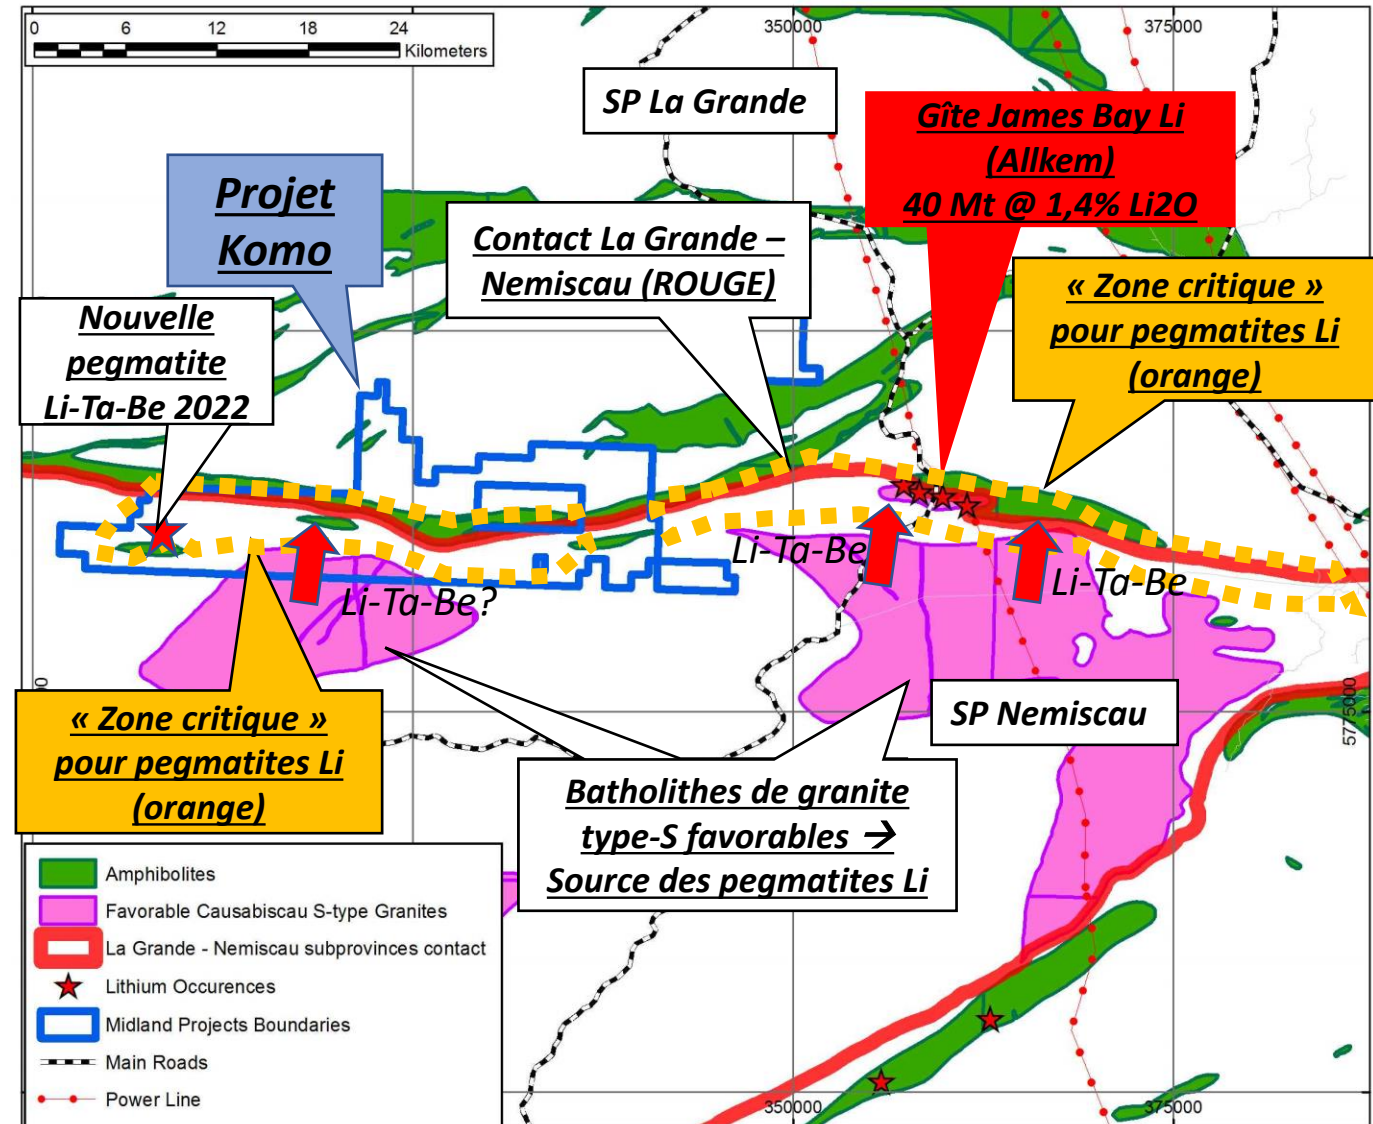 0 6 12 18 24
Kilometers
350000
375000
SP La Grande
Gîte James Bay Li
(Allkem)
40 Mt @ 1,4% Li2O
Projet
Komo
Contact La Grande –
Nemiscau (ROUGE)
« Zone critique »
pour pegmatites Li
(orange)
Nouvelle
pegmatite
Li-Ta-Be 2022
Li-Ta-Be
Li-Ta-Be
Li-Ta-Be?
SP Nemiscau
5775000
« Zone critique »
pour pegmatites Li
(orange)
Batholithes de granite
type-S favorables →
Source des pegmatites Li
Amphibolites
Favorable Causabiscau S-type Granites
La Grande - Nemiscau subprovinces contact
Lithium Occurences
Midland Projects Boundaries
Main Roads
Power Line
350000
375000